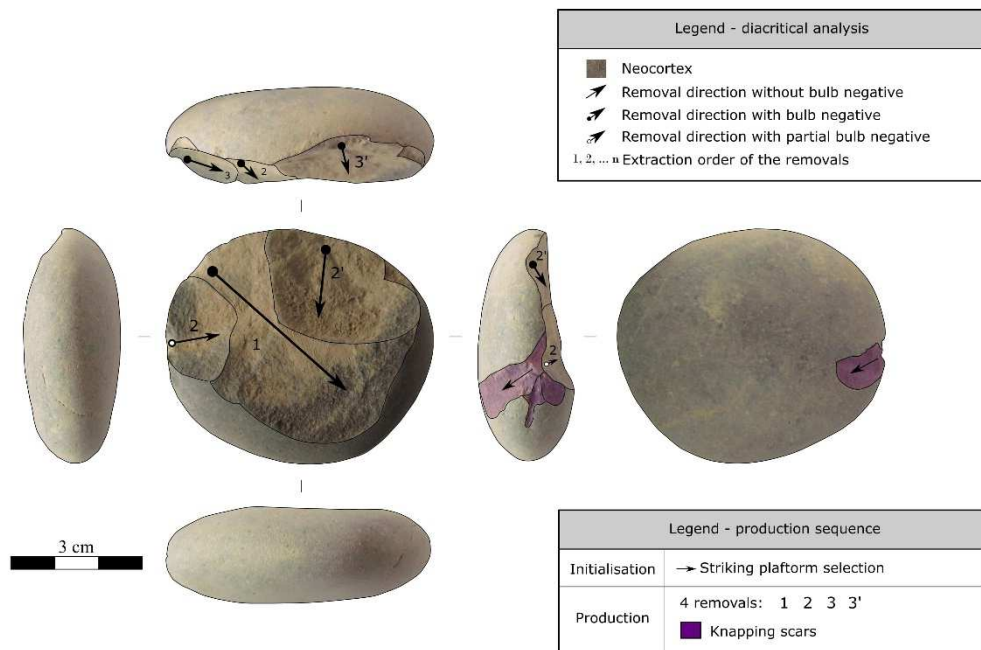 Legend - diacritical analysis
Neocortex
Removal direction without bulb negative
Removal direction with bulb negative
Removal direction with partial bulb negative
1, 2, ... n Extraction order of the removals
3
2
3'
2
1
2'
2'
2
3 cm
Legend - production sequence
Initialisation
Striking plaftorm selection
Production
4 removals: 1 2 3 3'
Knapping scars